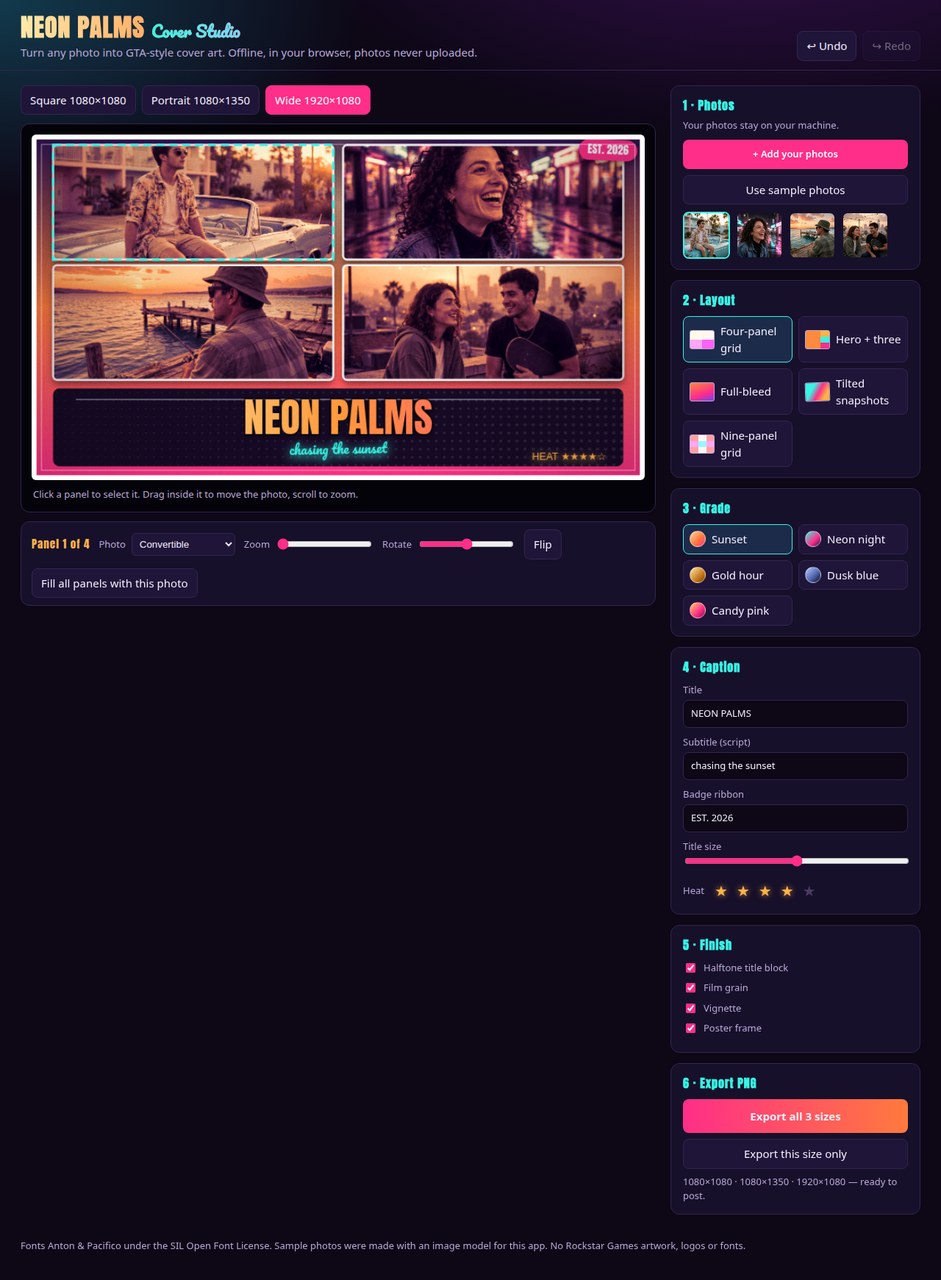 NEON PALMS Cover Studio
Turn any photo into GTA-style cover art. Offline, in your browser, photos never uploaded.
↩ Undo
↪ Redo
Square 1080×1080
Portrait 1080×1350
Wide 1920×1080
EST. 2026
NEON PALMS
chasing the sunset
HEAT ★★★★☆
Click a panel to select it. Drag inside it to move the photo, scroll to zoom.
Panel 1 of 4
Photo
Convertible
Zoom
Rotate
Flip
Fill all panels with this photo
1 · Photos
Your photos stay on your machine.
+ Add your photos
Use sample photos
2 · Layout
Four-panel
grid
Hero + three
Full-bleed
Tilted
snapshots
Nine-panel
grid
3 · Grade
Sunset
Neon night
Gold hour
Dusk blue
Candy pink
4 · Caption
Title
NEON PALMS
Subtitle (script)
chasing the sunset
Badge ribbon
EST. 2026
Title size
Heat ★ ★ ★ ★ ★
5 · Finish
Halftone title block
Film grain
Vignette
Poster frame
6 · Export PNG
Export all 3 sizes
Export this size only
1080×1080 · 1080×1350 · 1920×1080 — ready to
post.
Fonts Anton & Pacifico under the SIL Open Font License. Sample photos were made with an image model for this app. No Rockstar Games artwork, logos or fonts.